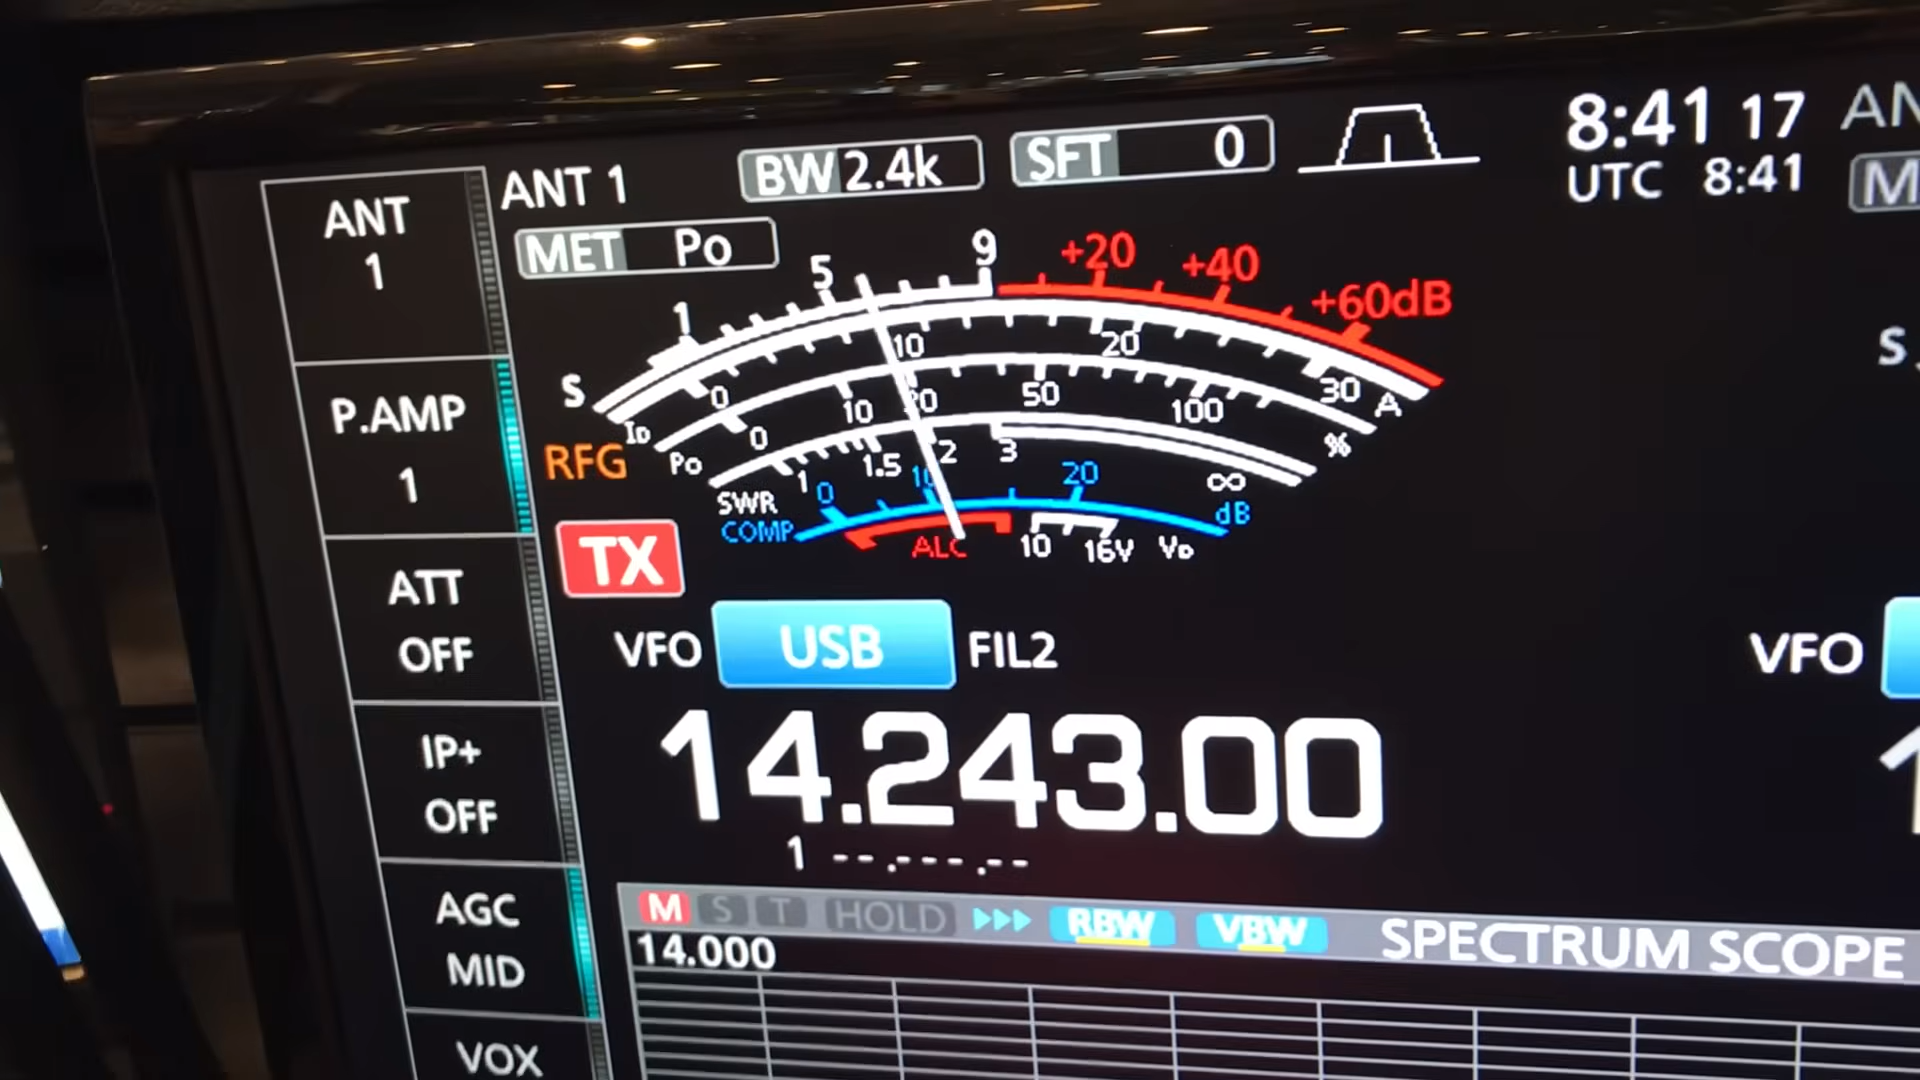 ANT 1 BW 2.4k SFT 0 8:41 17
UTC 8:41
ANT
1
MET Po
S 1 5 9 +20 +40 +60dB
ID 0 10 20 30 A
Po 0 10 50 100 %
SWR 1 1.5 2 3 ∞
COMP 0 10 20 dB
ALC 10 16V VD
RFG
TX
P.AMP
1
ATT
OFF
VFO USB FIL2
VFO
14.243.00
1 --.---.--
IP+
OFF
AGC
MID
M S T HOLD RBW VBW SPECTRUM SCOPE
14.000
VOX
S